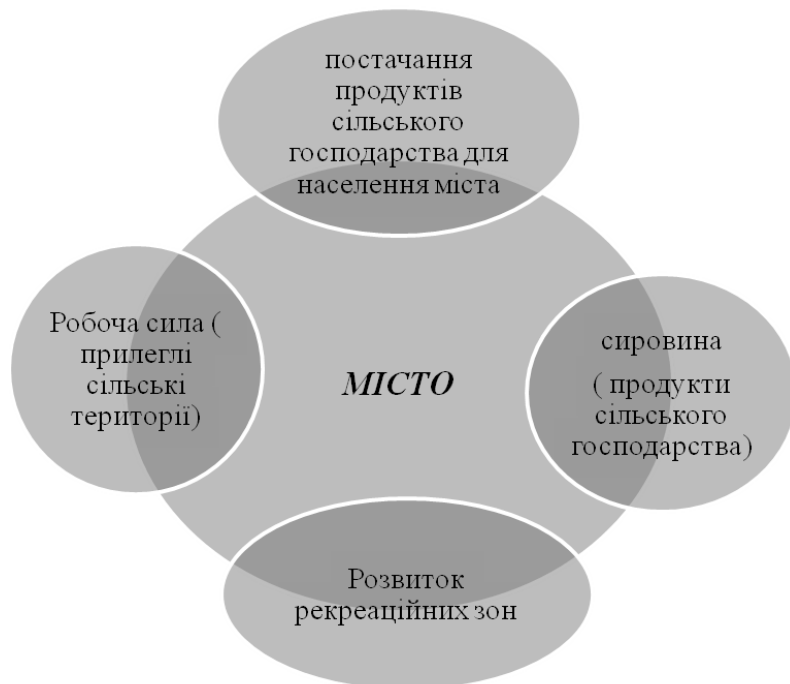 постачання
продуктів
сільського
господарства для
населення міста
Робоча сила (
прилеглі
сільські
території)
МІСТО
сировина
( продукти
сільського
господарства)
Розвиток
рекреаційних зон